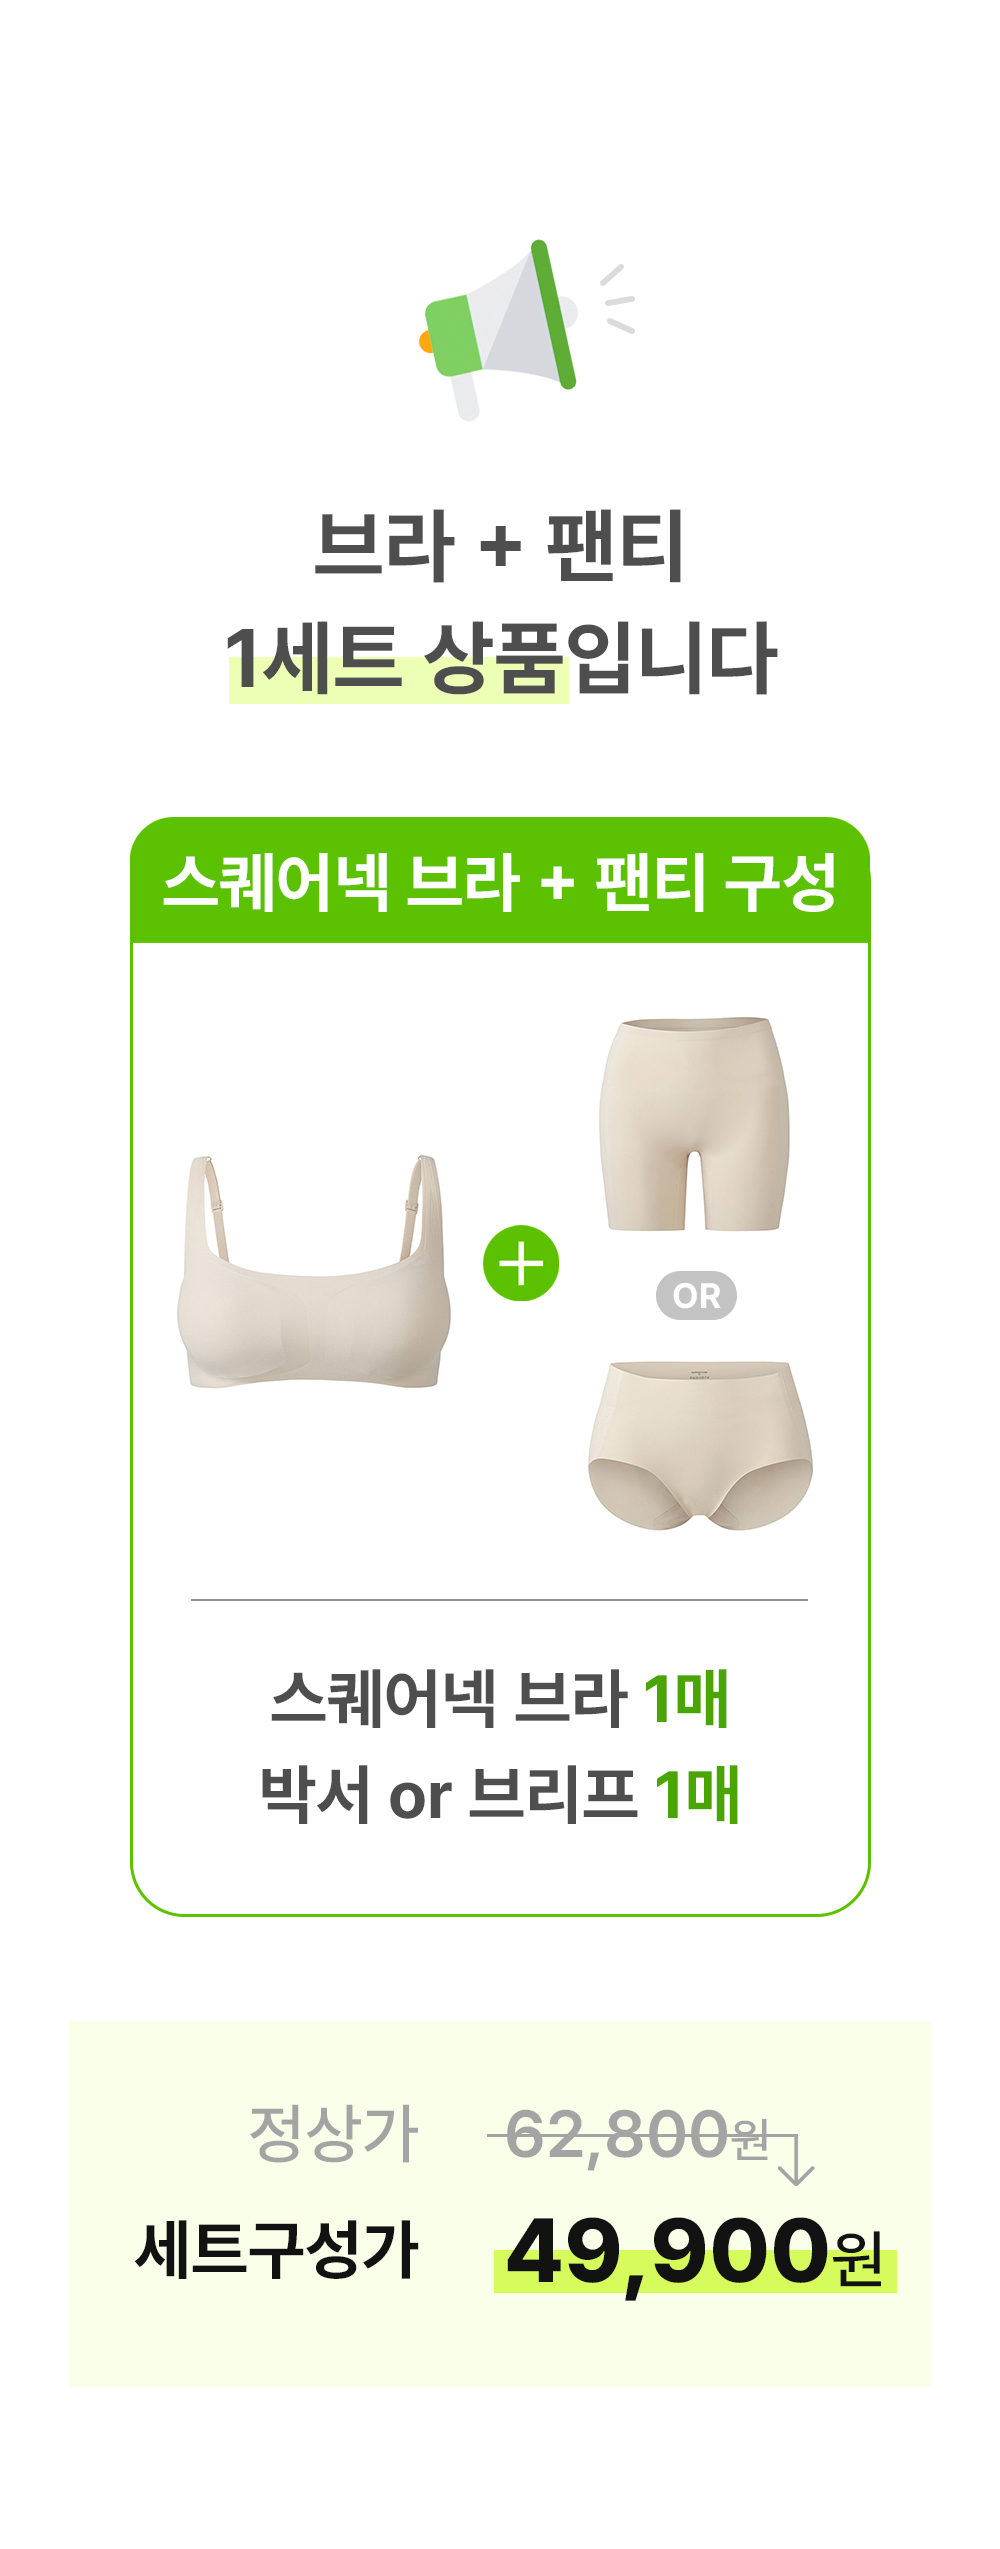 브라 + 팬티
1세트 상품입니다
스퀘어넥 브라 + 팬티 구성
OR
스퀘어넥 브라 1매
박서 or 브리프 1매
정상가 62,800원
세트구성가 49,900원